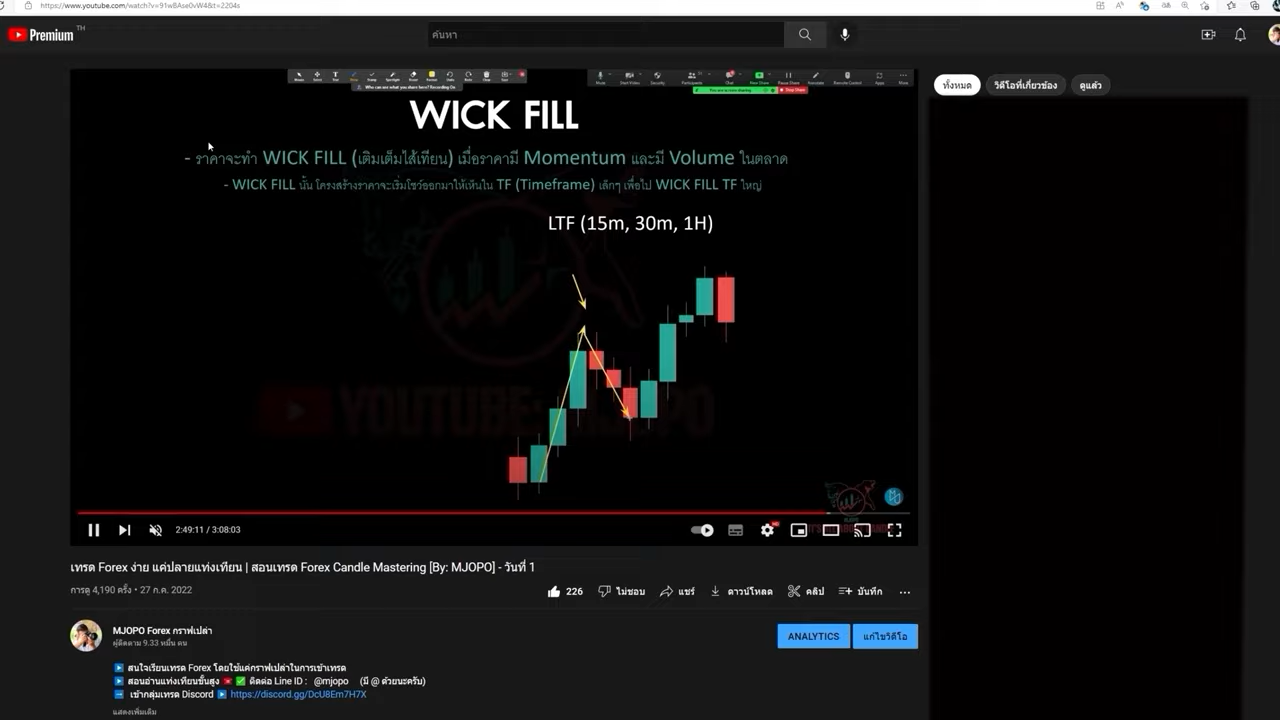 https://www.youtube.com/watch?v=91wBAse0vW4&t=2204s
Premium TH
ค้นหา
ทั้งหมด
วิดีโอที่เกี่ยวข้อง
ดูแล้ว
WICK FILL
- ราคาจะทำ WICK FILL (เติมเต็มไส้เทียน) เมื่อราคามี Momentum และมี Volume ในตลาด
- WICK FILL นั้น โครงสร้างราคาจะเริ่มโชว์ออกมาให้เห็นใน TF (Timeframe) เล็กๆ เพื่อไป WICK FILL TF ใหญ่
LTF (15m, 30m, 1H)
YOUTUBE: MJOPO
2:49:11 / 3:08:03
เทรด Forex ง่าย แค่ปลายแท่งเทียน | สอนเทรด Forex Candle Mastering [By: MJOPO] - วันที่ 1
การดู 4,190 ครั้ง • 27 ก.ค. 2022
226
ไม่ชอบ
แชร์
ดาวน์โหลด
คลิป
บันทึก
MJOPO Forex กราฟเปล่า
ผู้ติดตาม 9.33 หมื่น คน
ANALYTICS
แก้ไขวิดีโอ
สนใจเรียนเทรด Forex โดยใช้แค่กราฟเปล่าในการเข้าเทรด
สอนอ่านแท่งเทียนขั้นสูง ติดต่อ Line ID : @mjopo (มี @ ด้วยนะครับ)
เข้ากลุ่มเทรด Discord https://discord.gg/DcU8Em7H7X
แสดงเพิ่มเติม